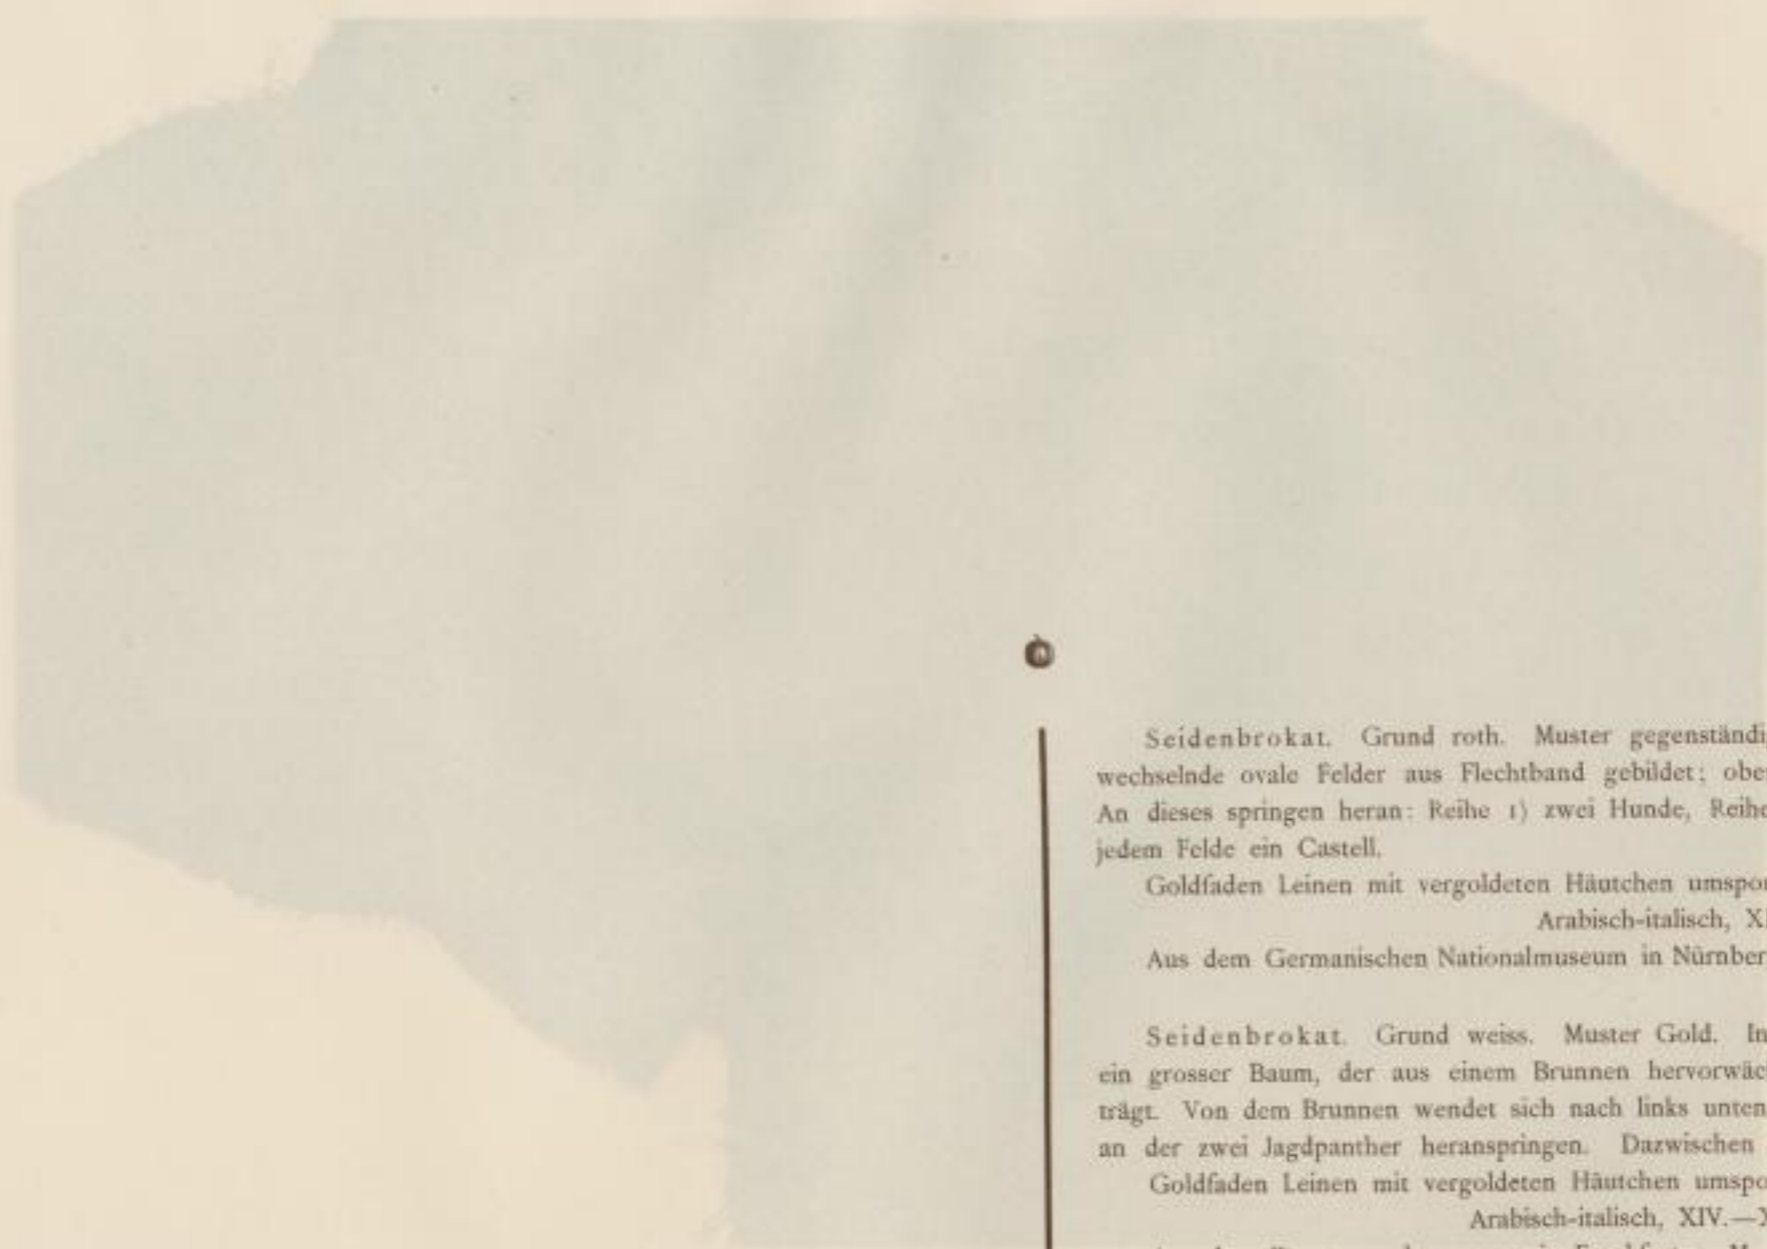 Seidenbrokat. Grund roth. Muster gegenständi
wechselnde ovale Felder aus Flechtband gebildet; obe
An dieses springen heran: Reihe 1) zwei Hunde, Reihe
jedem Felde ein Castell.
Goldfaden Leinen mit vergoldeten Häutchen umspo
Arabisch-italisch, XI
Aus dem Germanischen Nationalmuseum in Nürnber
Seidenbrokat. Grund weiss. Muster Gold. In
ein grosser Baum, der aus einem Brunnen hervorwäc
trägt. Von dem Brunnen wendet sich nach links unten
an der zwei Jagdpanther heranspringen. Dazwischen
Goldfaden Leinen mit vergoldeten Häutchen umspo
Arabisch-italisch, XIV.—X